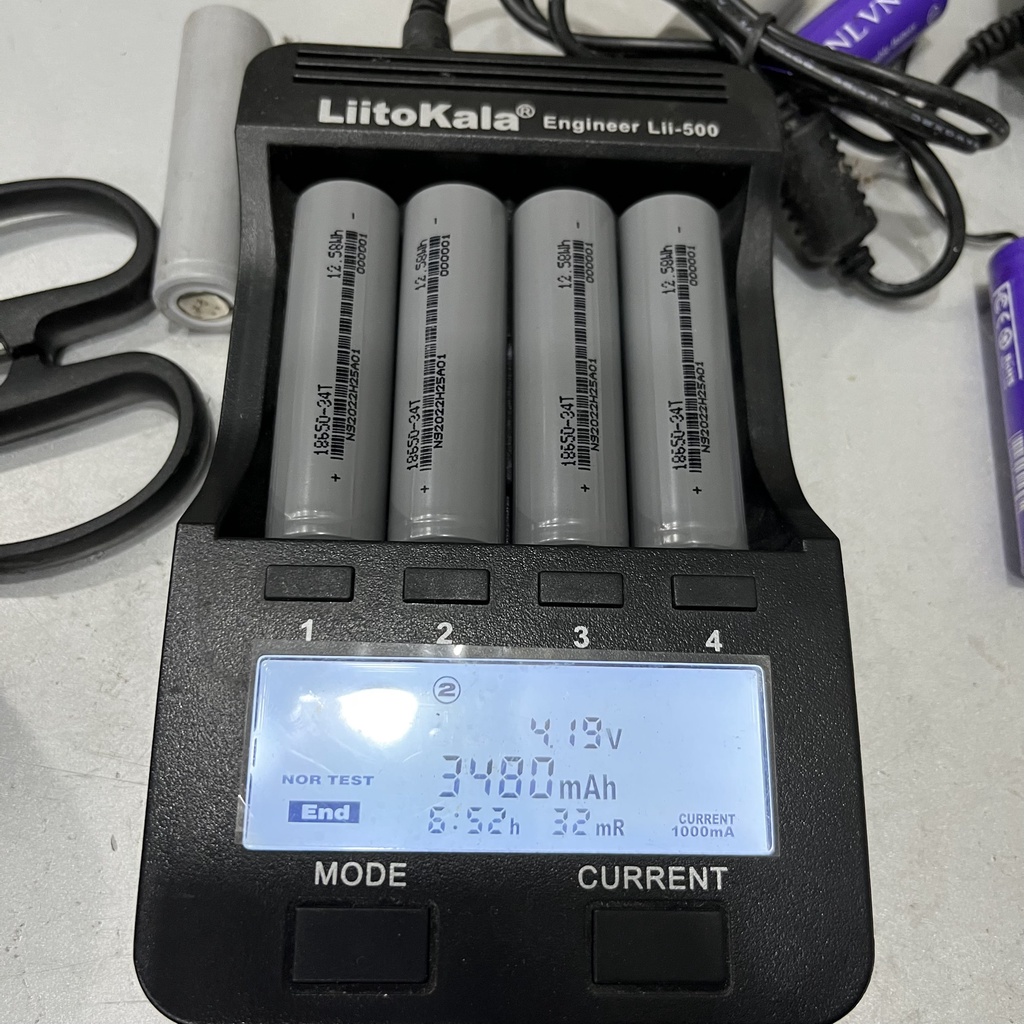 NLVN
LiitoKala® Engineer Lii-500
- 12.58Wh
000001
18650-34T
N92022H25A01
+
- 12.58Wh
000001
18650-34T
N92022H25A01
+
- 12.58Wh
000001
18650-34T
N92022H25A01
+
- 12.58Wh
000001
18650-34T
N92022H25A01
+
1 2 3 4
②
4.19V
NOR TEST 3480mAh
End 6:52h 32mR CURRENT
1000mA
MODE CURRENT